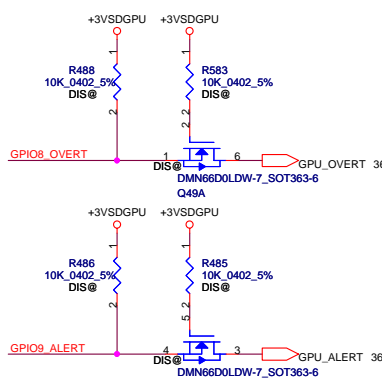 +3VSDGPU +3VSDGPU
1 1
R488 R583
10K_0402_5% 10K_0402_5%
DIS@ DIS@
2 2
2
GPIO8_OVERT 1 6 GPU_OVERT 36
DIS@
DMN66D0LDW-7_SOT363-6
Q49A
+3VSDGPU +3VSDGPU
1 1
R486 R485
10K_0402_5% 10K_0402_5%
DIS@ DIS@
2 2
5
GPIO9_ALERT 4 3 GPU_ALERT 36
DIS@
DMN66D0LDW-7_SOT363-6